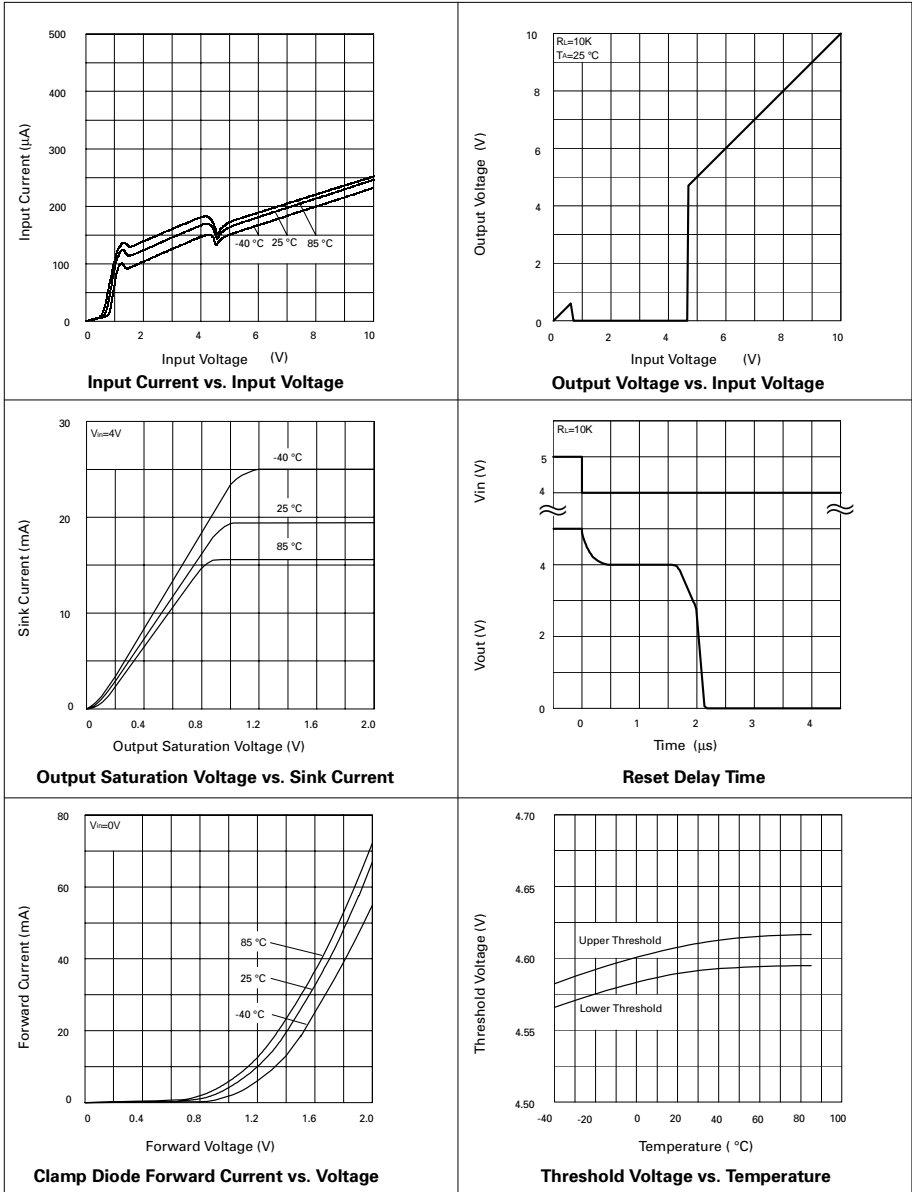 500
400
300
200
100
0
Input Current (μA)
-40 °C
25 °C
85 °C
0 2 4 6 8 10
Input Voltage (V)
Input Current vs. Input Voltage
RL=10K
TA=25 °C
10
8
6
4
2
0
Output Voltage (V)
0 2 4 6 8 10
Input Voltage (V)
Output Voltage vs. Input Voltage
Vin=4V
30
20
10
0
Sink Current (mA)
-40 °C
25 °C
85 °C
0 0.4 0.8 1.2 1.6 2.0
Output Saturation Voltage (V)
Output Saturation Voltage vs. Sink Current
RL=10K
Vin (V)
5
4
Vout (V)
4
2
0
0 1 2 3 4
Time (μs)
Reset Delay Time
Vin=0V
80
60
40
20
0
Forward Current (mA)
85 °C
25 °C
-40 °C
0 0.4 0.8 1.2 1.6 2.0
Forward Voltage (V)
Clamp Diode Forward Current vs. Voltage
4.70
4.65
4.60
4.55
4.50
Threshold Voltage (V)
Upper Threshold
Lower Threshold
-40 -20 0 20 40 60 80 100
Temperature ( °C)
Threshold Voltage vs. Temperature